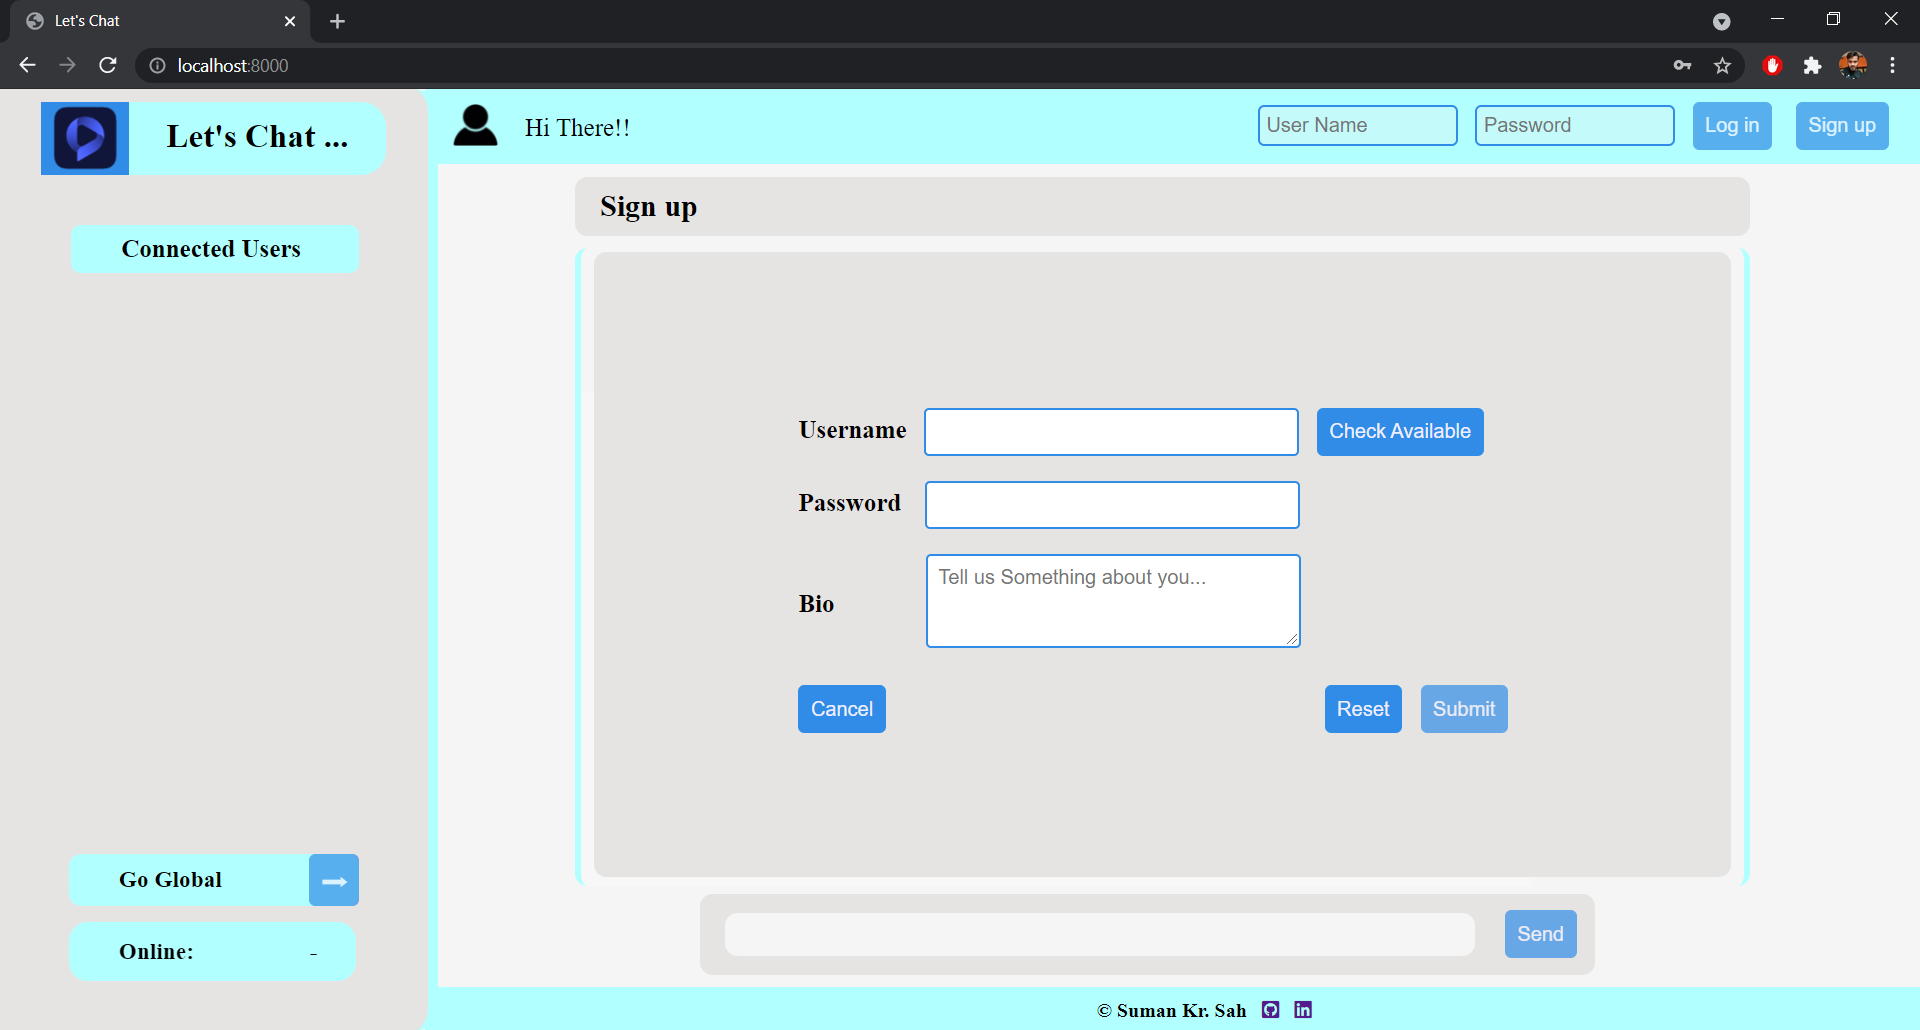 Let's Chat
localhost:8000
Let's Chat ...
Hi There!!
User Name
Password
Log in
Sign up
Connected Users
Sign up
Username
Check Available
Password
Bio
Tell us Something about you...
Cancel
Reset
Submit
Go Global
Online: -
Send
© Suman Kr. Sah
in